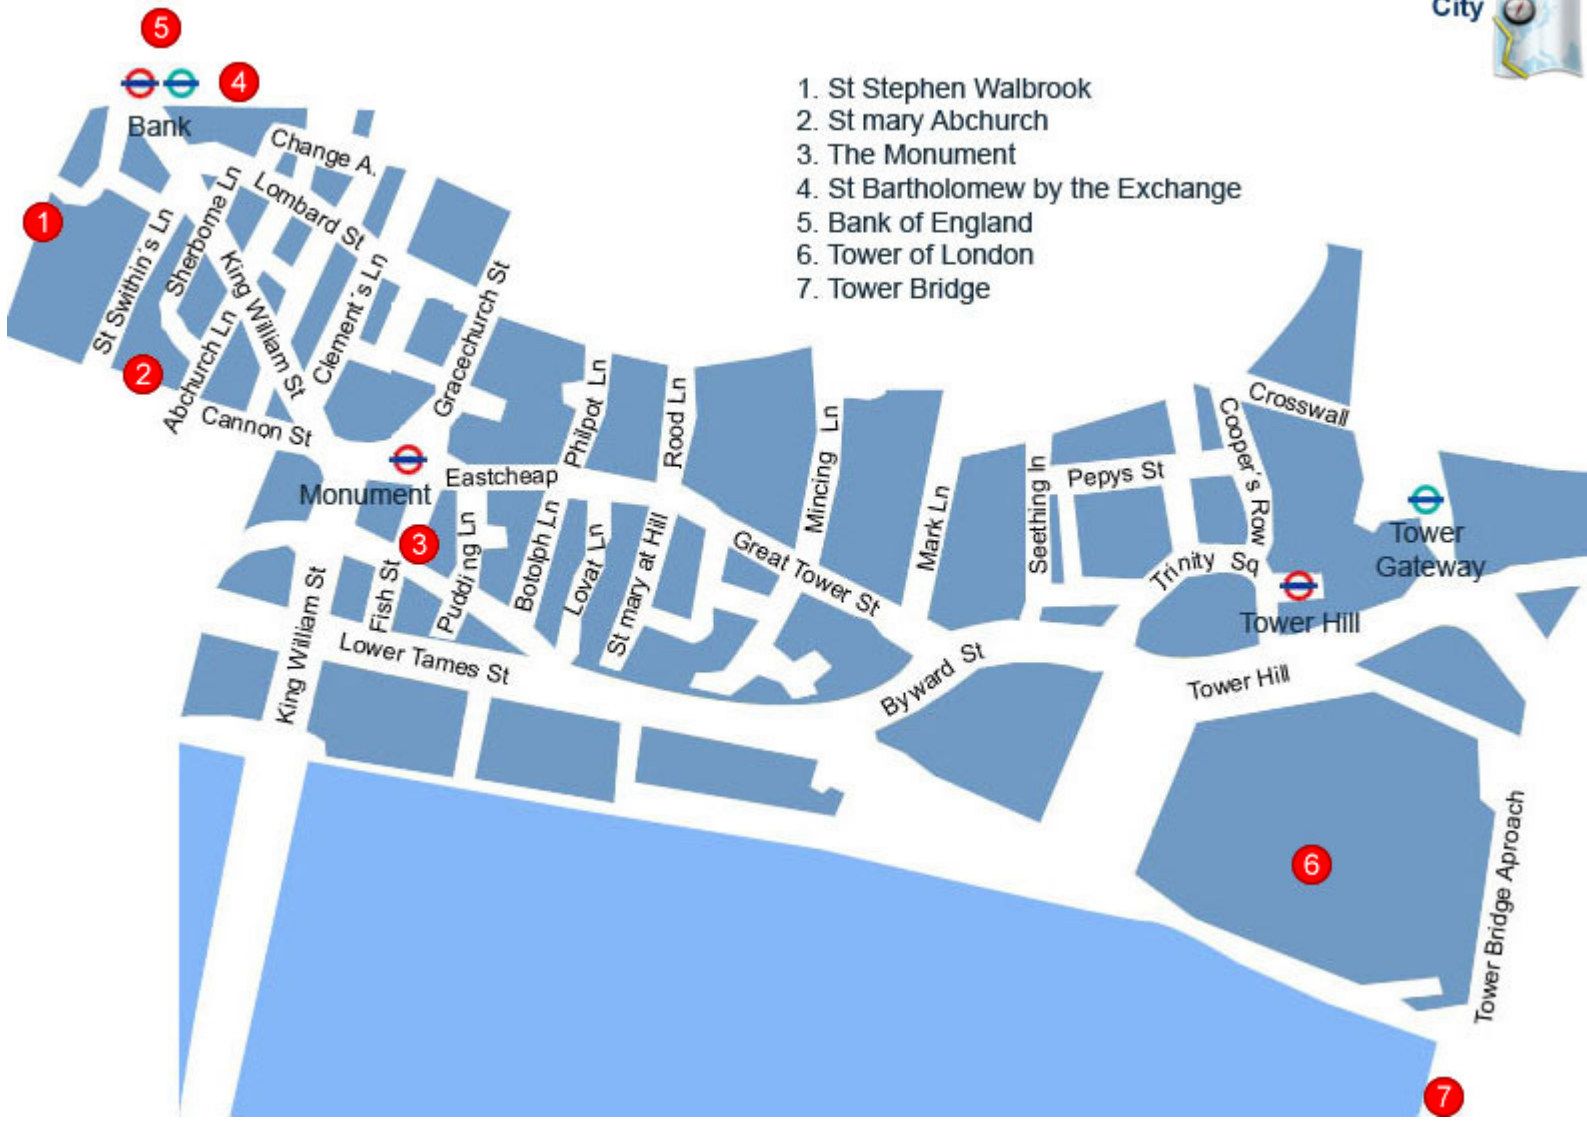 City
5
4
Bank
1. St Stephen Walbrook
2. St mary Abchurch
3. The Monument
4. St Bartholomew by the Exchange
5. Bank of England
6. Tower of London
7. Tower Bridge
Change A.
Lombard St
1
St Swithin´s Ln
Sherborne Ln
King William St
Clement´s Ln
Gracechurch St
2
Abchurch Ln
Cannon St
Philpot Ln
Rood Ln
Mincing Ln
Mark Ln
Seething ln
Pepys St
Cooper´s Row
Crosswall
Monument
Eastcheap
Tower
Gateway
3
Pudding Ln
Botolph Ln
Lovat Ln
St mary at Hill
Great Tower St
Trinity Sq
Tower Hill
Fish St
King William St
Lower Tames St
Byward St
Tower Hill
6
Tower Bridge Aproach
7